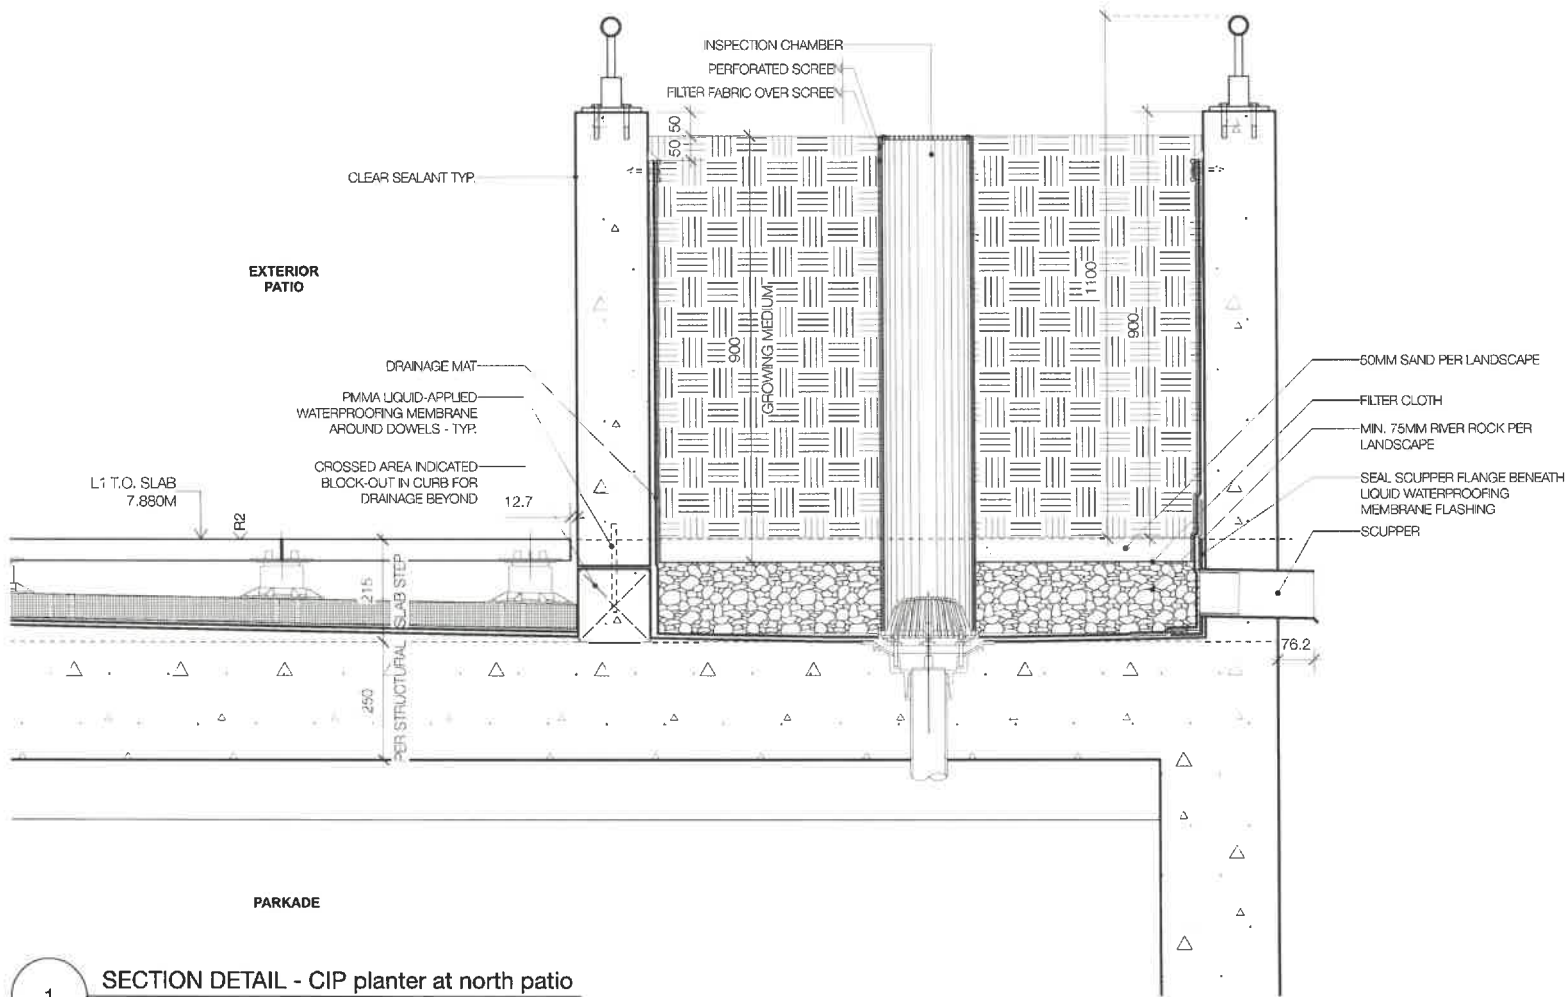 INSPECTION CHAMBER
PERFORATED SCREEN
FILTER FABRIC OVER SCREEN
50
50
CLEAR SEALANT TYP.
EXTERIOR
PATIO
900
GROWING MEDIUM
1100
900
DRAINAGE MAT
PMMA LIQUID-APPLIED
WATERPROOFING MEMBRANE
AROUND DOWELS - TYP.
CROSSED AREA INDICATED
BLOCK-OUT IN CURB FOR
DRAINAGE BEYOND
12.7
L1 T.O. SLAB
7.880M
R2
50MM SAND PER LANDSCAPE
FILTER CLOTH
MIN. 75MM RIVER ROCK PER
LANDSCAPE
SEAL SCUPPER FLANGE BENEATH
LIQUID WATERPROOFING
MEMBRANE FLASHING
SCUPPER
76.2
215
250
PER STRUCTURAL SLAB STEP
PARKADE
1
SECTION DETAIL - CIP planter at north patio